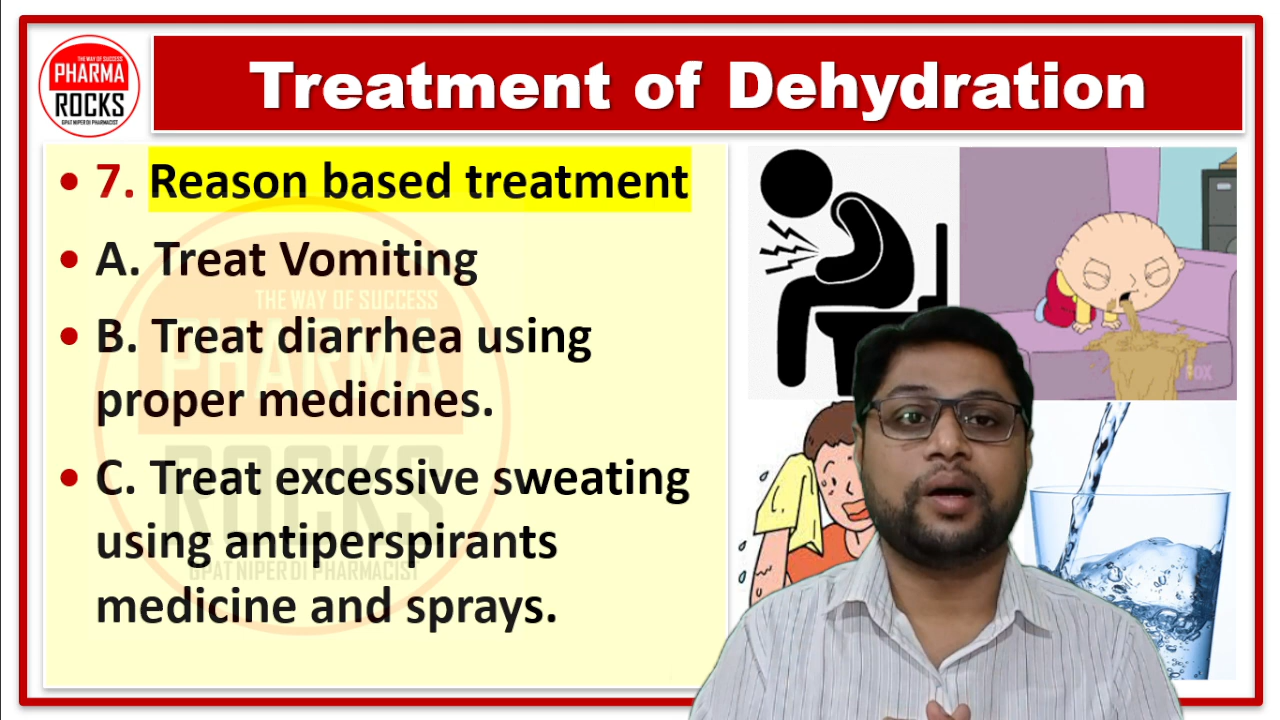 THE WAY OF SUCCESS
PHARMA
ROCKS
GPAT NIPER DI PHARMACIST
Treatment of Dehydration
• 7. Reason based treatment
• A. Treat Vomiting
• B. Treat diarrhea using
proper medicines.
• C. Treat excessive sweating
using antiperspirants
medicine and sprays.
THE WAY OF SUCCESS
PHARMA
ROCKS
GPAT NIPER DI PHARMACIST
FOX